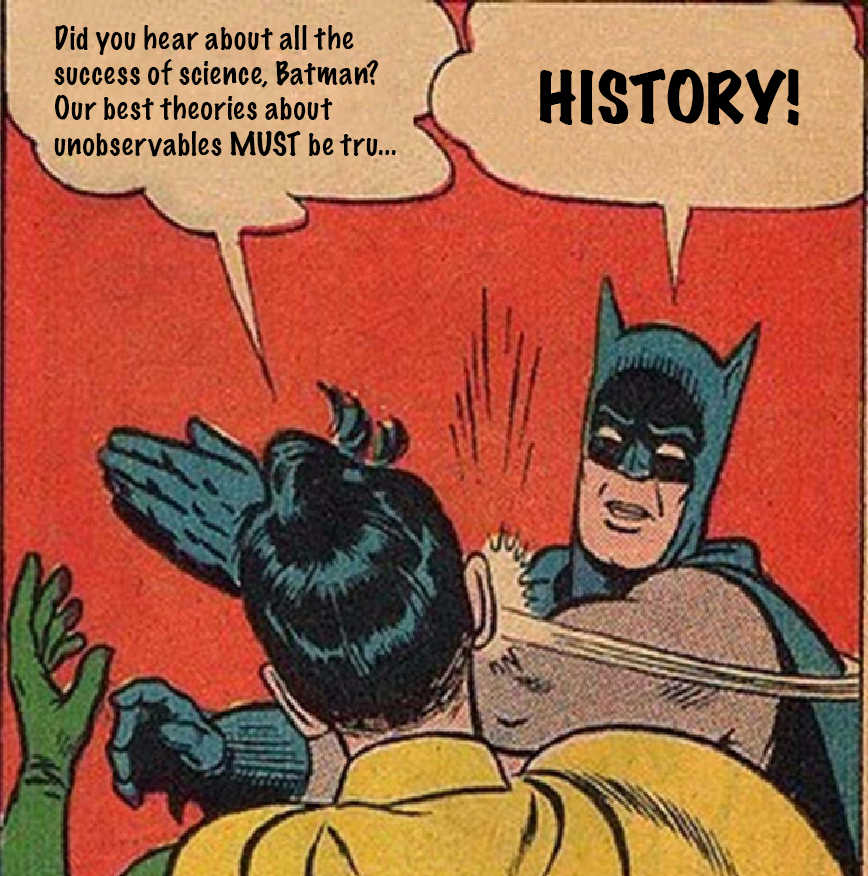 Did you hear about all the
success of science, Batman?
Our best theories about
unobservables MUST be tru...
HISTORY!